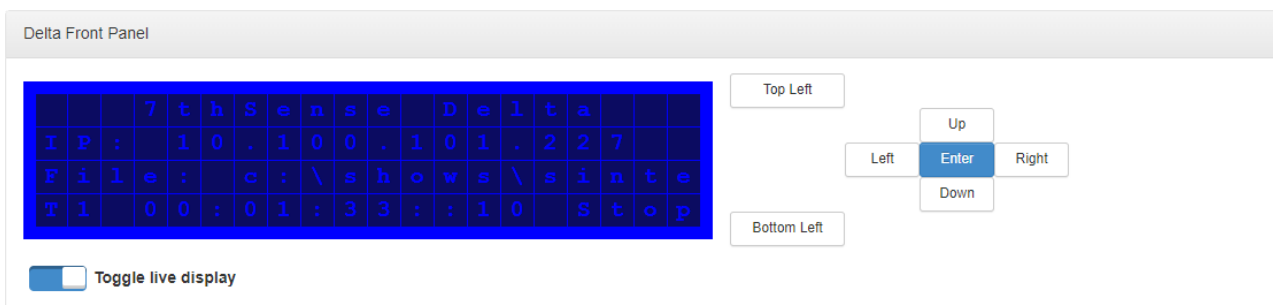 Delta Front Panel
7thSense Delta
IP: 10.100.101.227
File: c:\shows\sinte
T1 00:01:33::10 Stop
Top Left
Up
Left Enter Right
Down
Bottom Left
Toggle live display